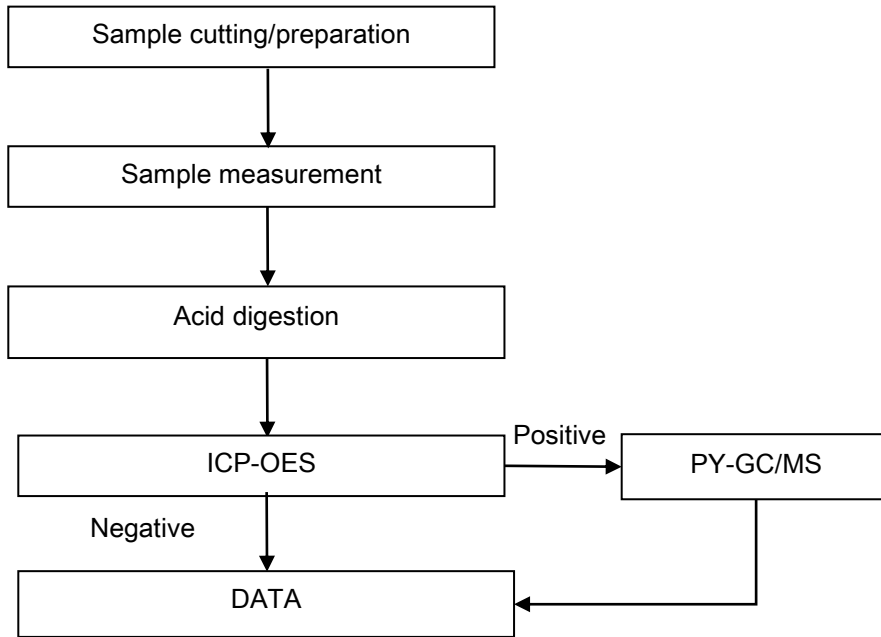 Sample cutting/preparation
Sample measurement
Acid digestion
ICP-OES
Positive
PY-GC/MS
Negative
DATA